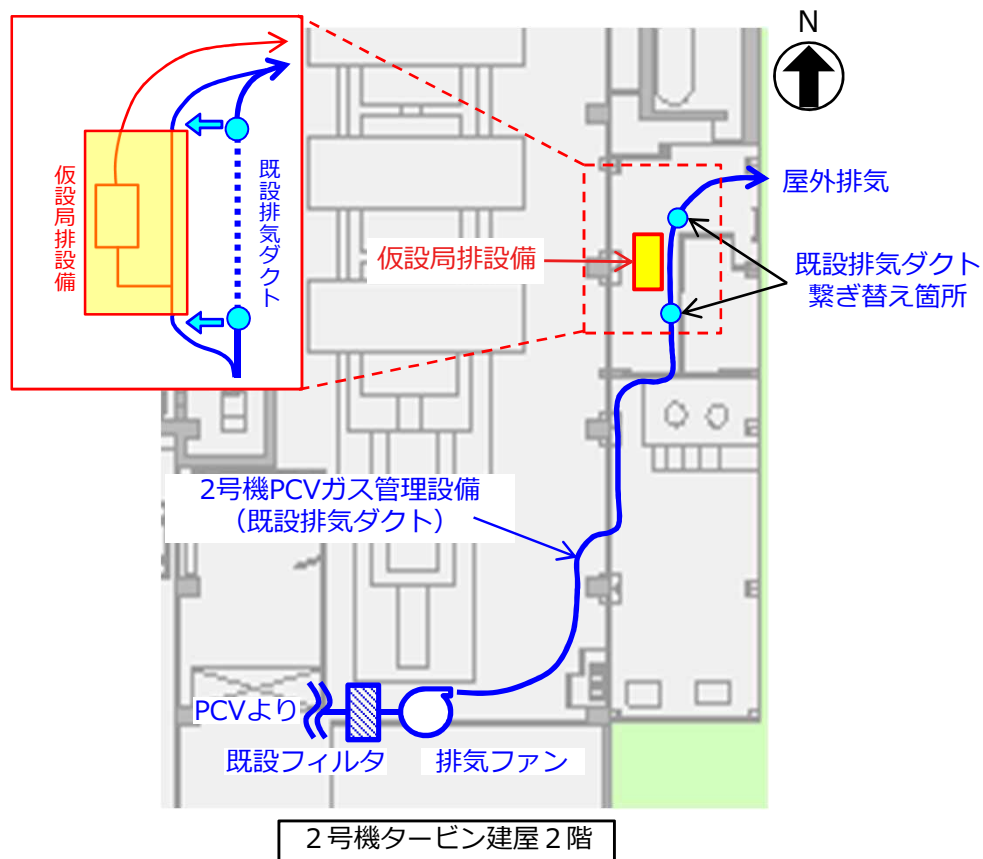 N
仮設局排設備
既設排気ダクト
屋外排気
仮設局排設備
既設排気ダクト
繋ぎ替え箇所
2号機PCVガス管理設備
（既設排気ダクト）
PCVより
既設フィルタ
排気ファン
２号機タービン建屋２階